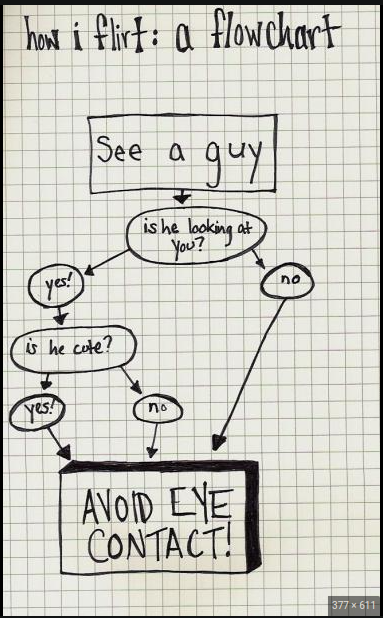 how i flirt: a flowchart
See a guy
is he looking at
you?
yes!
no
is he cute?
yes!
no
AVOID EYE
CONTACT!
377 × 611